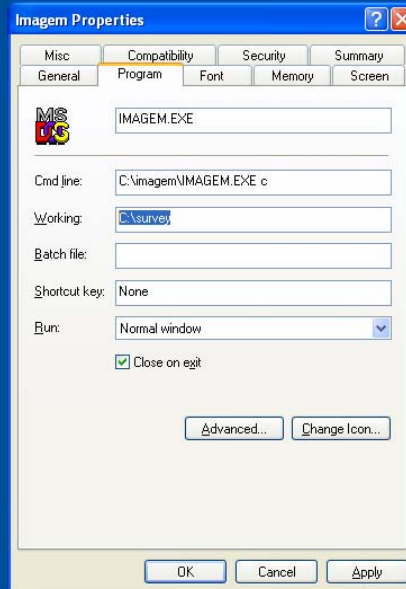 Imagem Properties
Misc Compatibility Security Summary
General Program Font Memory Screen
MS
DOS
IMAGEM.EXE
Cmd line: C:\imagem\IMAGEM.EXE c
Working: C:\survey
Batch file:
Shortcut key: None
Run: Normal window
Close on exit
Advanced... Change Icon...
OK Cancel Apply